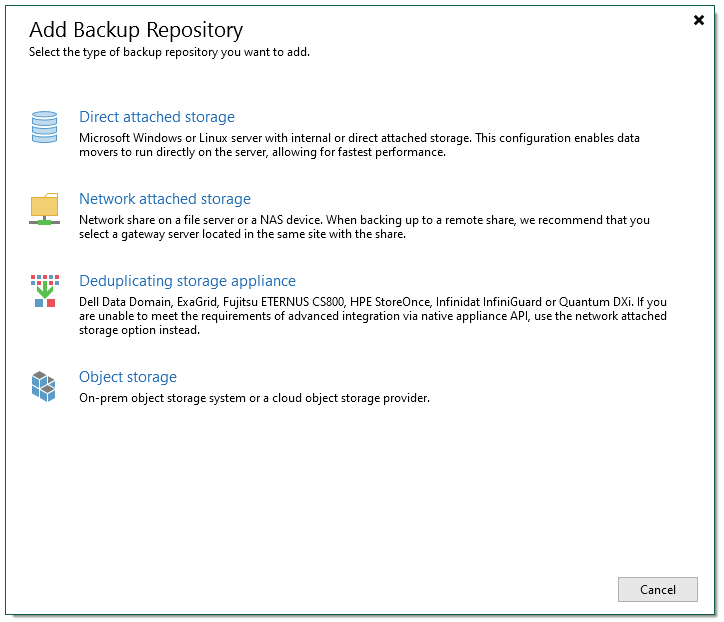 Add Backup Repository
Select the type of backup repository you want to add.
Direct attached storage
Microsoft Windows or Linux server with internal or direct attached storage. This configuration enables data
movers to run directly on the server, allowing for fastest performance.
Network attached storage
Network share on a file server or a NAS device. When backing up to a remote share, we recommend that you
select a gateway server located in the same site with the share.
Deduplicating storage appliance
Dell Data Domain, ExaGrid, Fujitsu ETERNUS CS800, HPE StoreOnce, Infinidat InfiniGuard or Quantum DXi. If you
are unable to meet the requirements of advanced integration via native appliance API, use the network attached
storage option instead.
Object storage
On-prem object storage system or a cloud object storage provider.
Cancel